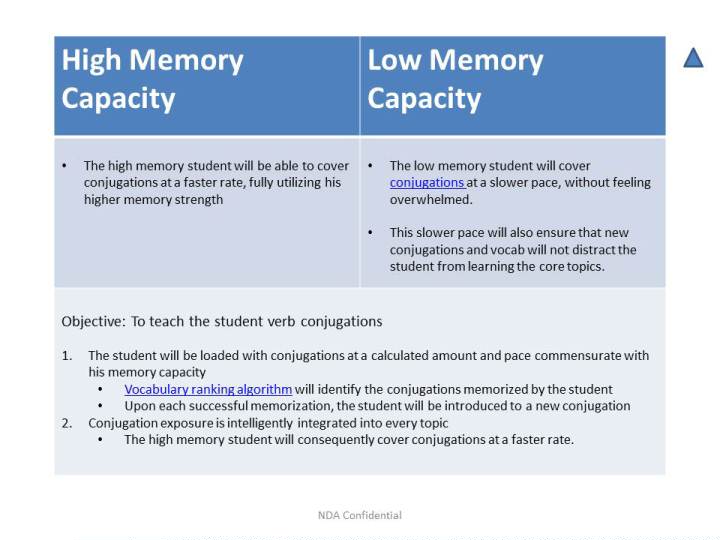 High Memory
Capacity
Low Memory
Capacity
• The high memory student will be able to cover
conjugations at a faster rate, fully utilizing his
higher memory strength
• The low memory student will cover
conjugations at a slower pace, without feeling
overwhelmed.
• This slower pace will also ensure that new
conjugations and vocab will not distract the
student from learning the core topics.
Objective: To teach the student verb conjugations
1. The student will be loaded with conjugations at a calculated amount and pace commensurate with
his memory capacity
• Vocabulary ranking algorithm will identify the conjugations memorized by the student
• Upon each successful memorization, the student will be introduced to a new conjugation
2. Conjugation exposure is intelligently integrated into every topic
• The high memory student will consequently cover conjugations at a faster rate.
NDA Confidential